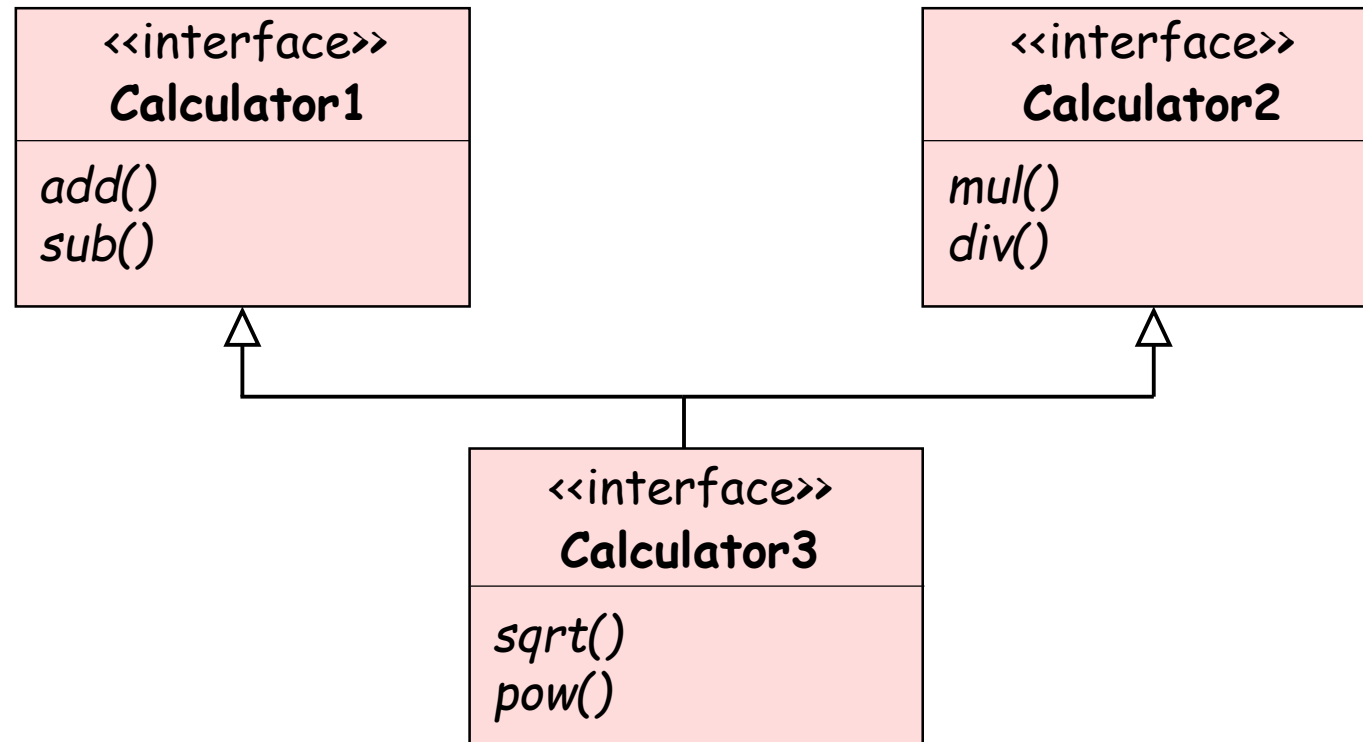 <<interface>>
Calculator1
add()
sub()
<<interface>>
Calculator2
mul()
div()
<<interface>>
Calculator3
sqrt()
pow()